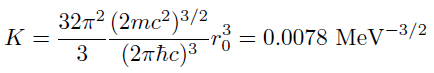 K = \frac{32\pi^2}{3} \frac{(2mc^2)^{3/2}}{(2\pi\hbar c)^3} r_0^3 = 0.0078 MeV^{-3/2}